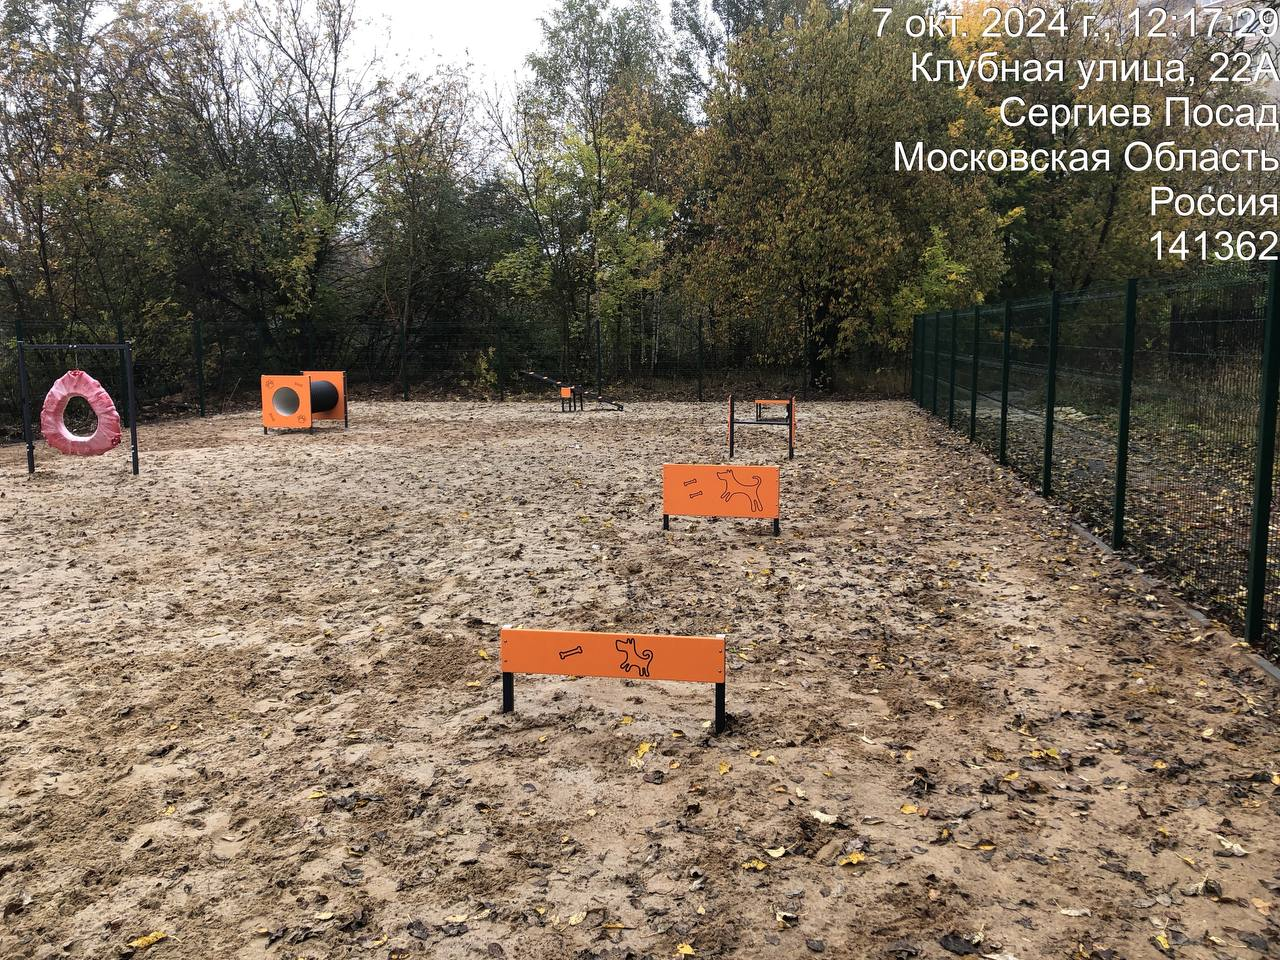 7 окт. 2024 г., 12:17:29
Клубная улица, 22А
Сергиев Посад
Московская Область
Россия
141362